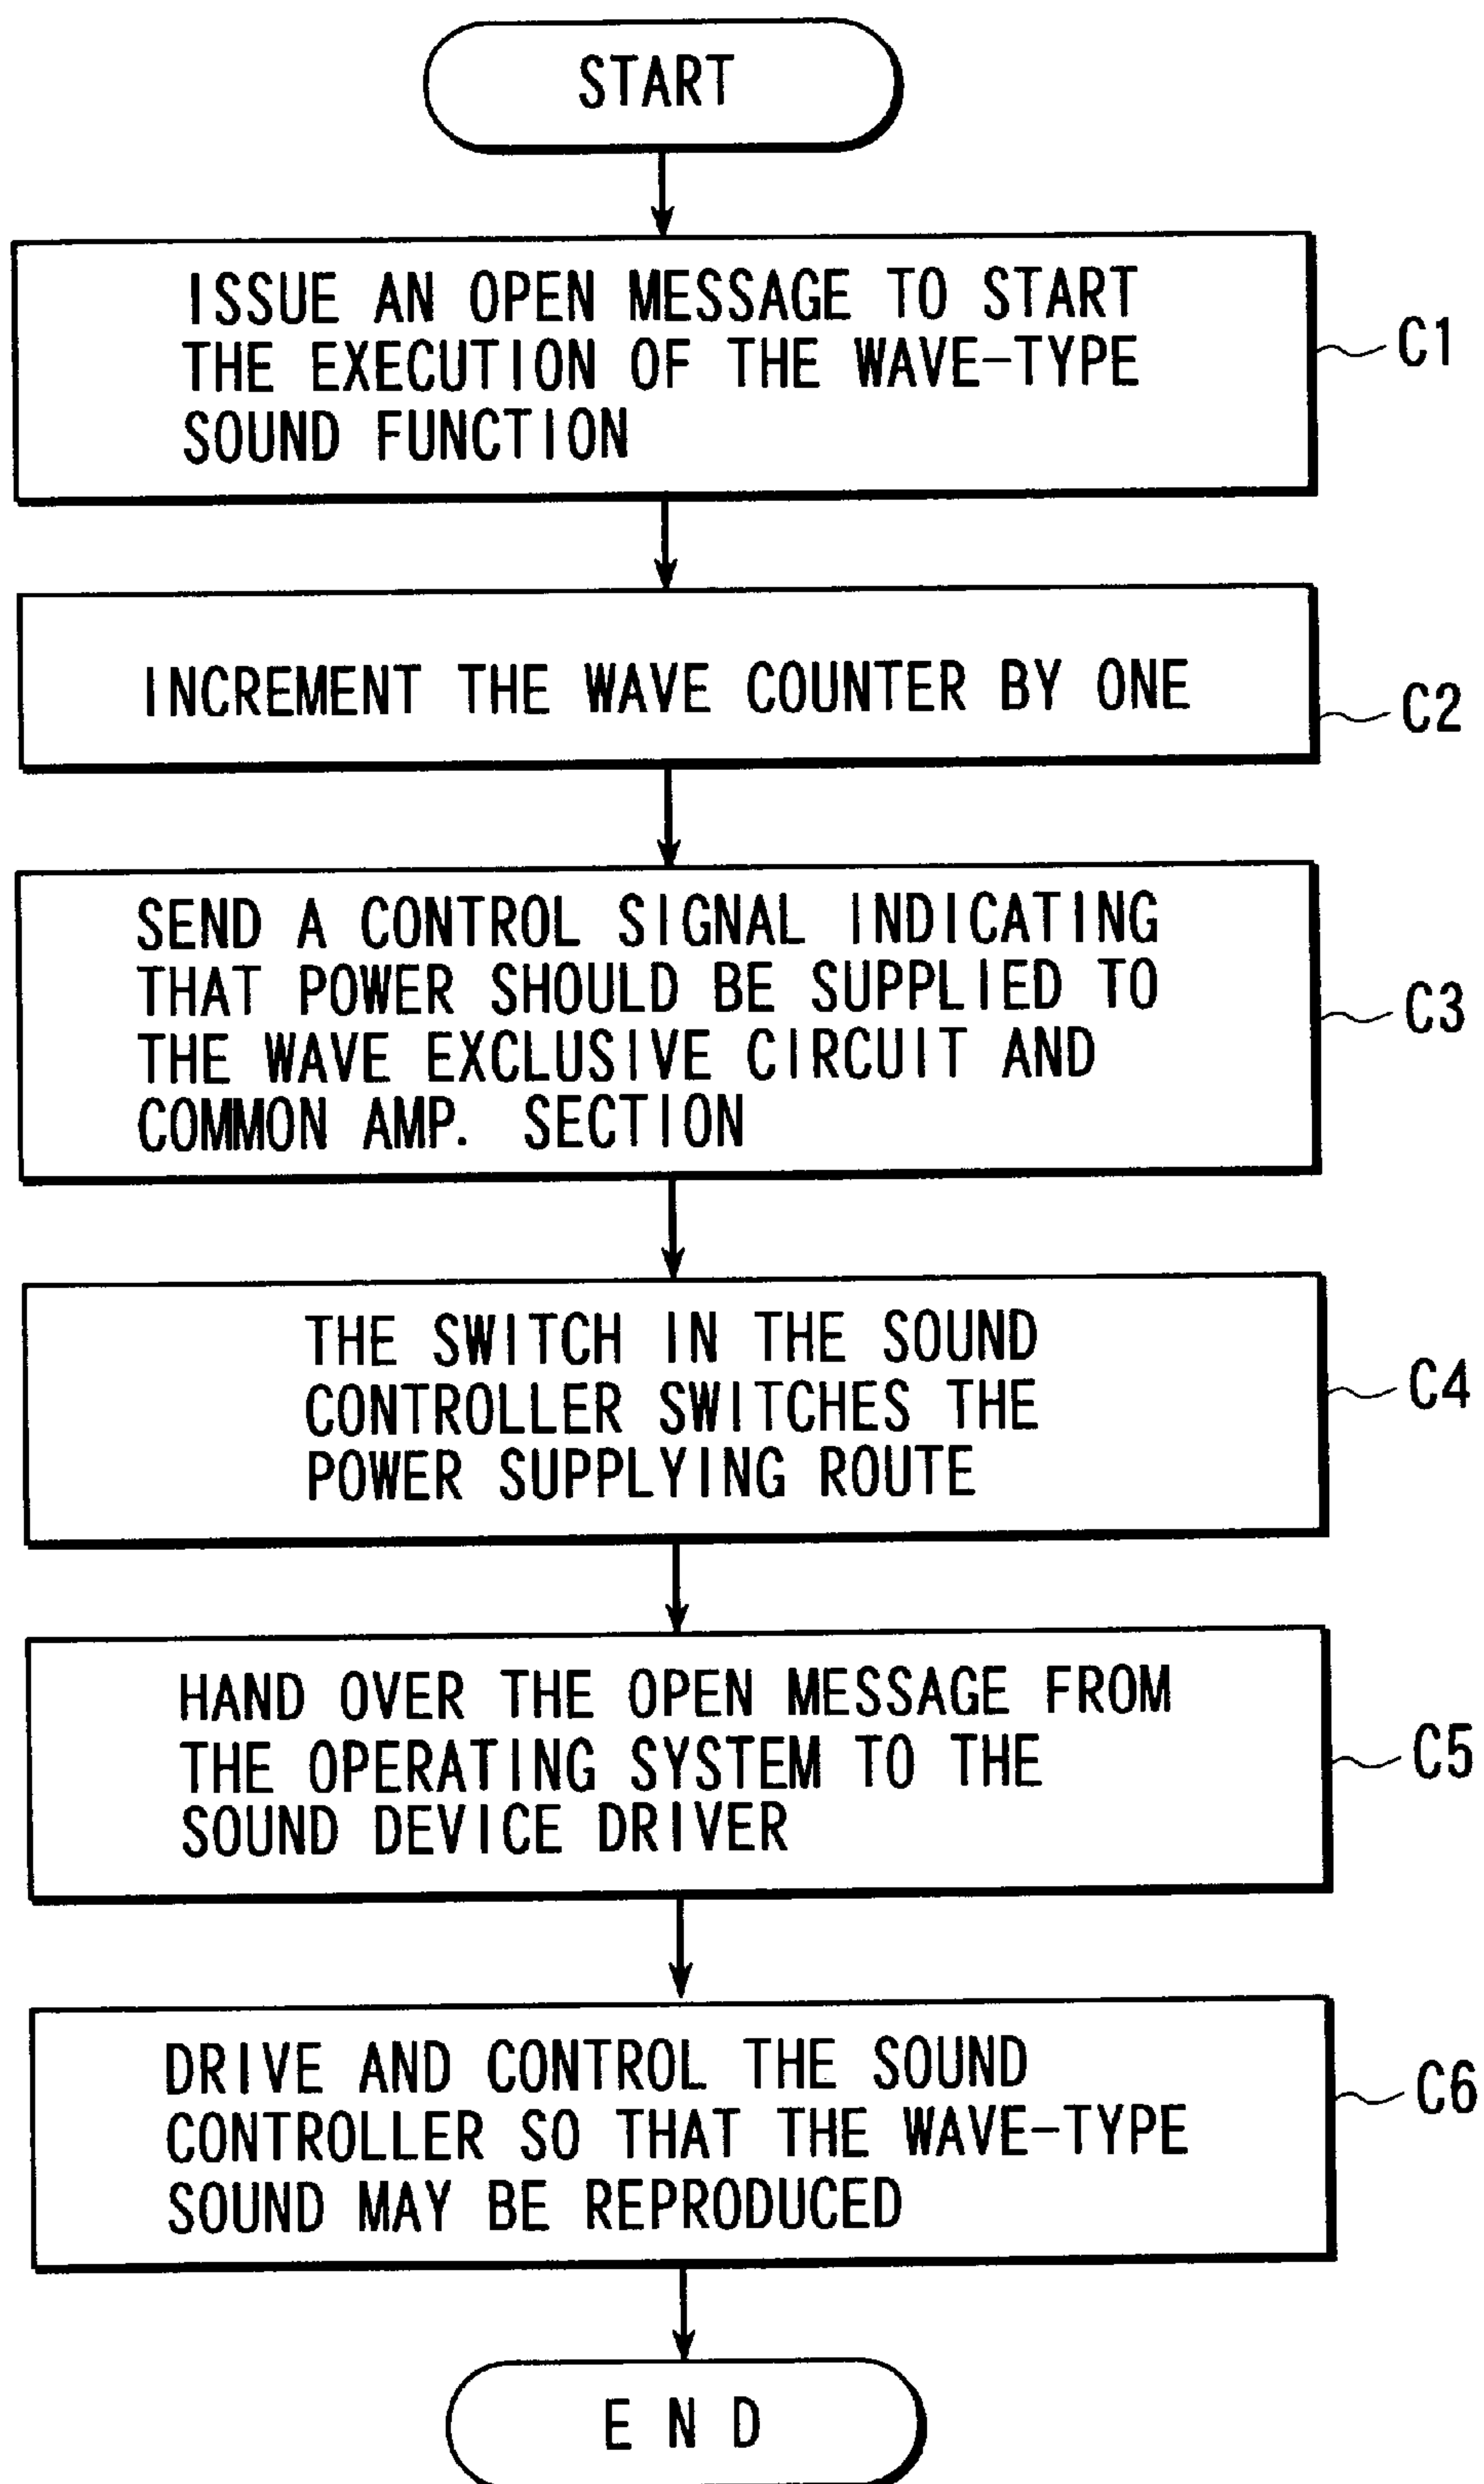 START
ISSUE AN OPEN MESSAGE TO START
THE EXECUTION OF THE WAVE-TYPE
SOUND FUNCTION
C1
INCREMENT THE WAVE COUNTER BY ONE
C2
SEND A CONTROL SIGNAL INDICATING
THAT POWER SHOULD BE SUPPLIED TO
THE WAVE EXCLUSIVE CIRCUIT AND
COMMON AMP. SECTION
C3
THE SWITCH IN THE SOUND
CONTROLLER SWITCHES THE
POWER SUPPLYING ROUTE
C4
HAND OVER THE OPEN MESSAGE FROM
THE OPERATING SYSTEM TO THE
SOUND DEVICE DRIVER
C5
DRIVE AND CONTROL THE SOUND
CONTROLLER SO THAT THE WAVE-TYPE
SOUND MAY BE REPRODUCED
C6
END